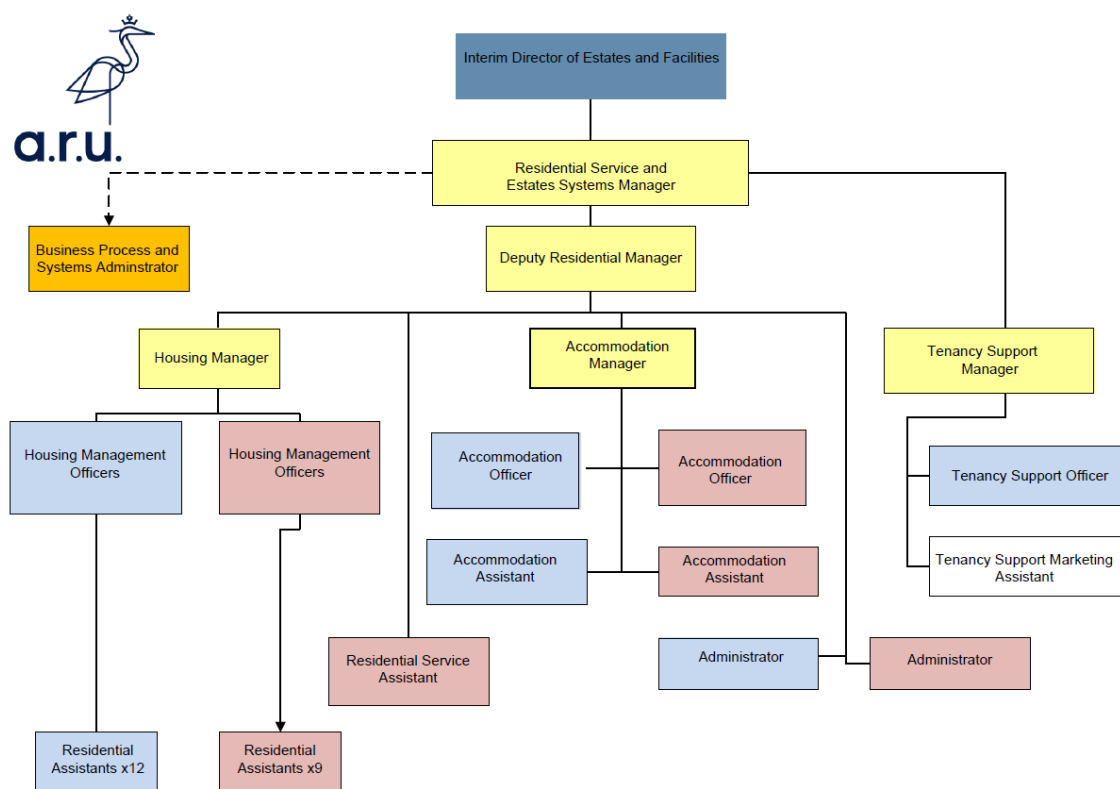 Interim Director of Estates and Facilities
a.r.u.
Residential Service and
Estates Systems Manager
Business Process and
Systems Adminstrator
Deputy Residential Manager
Housing Manager
Accommodation
Manager
Tenancy Support
Manager
Housing Management
Officers
Housing Management
Officers
Accommodation
Officer
Accommodation
Officer
Tenancy Support Officer
Accommodation
Assistant
Accommodation
Assistant
Tenancy Support Marketing
Assistant
Residential Service
Assistant
Administrator
Administrator
Residential
Assistants x12
Residential
Assistants x9